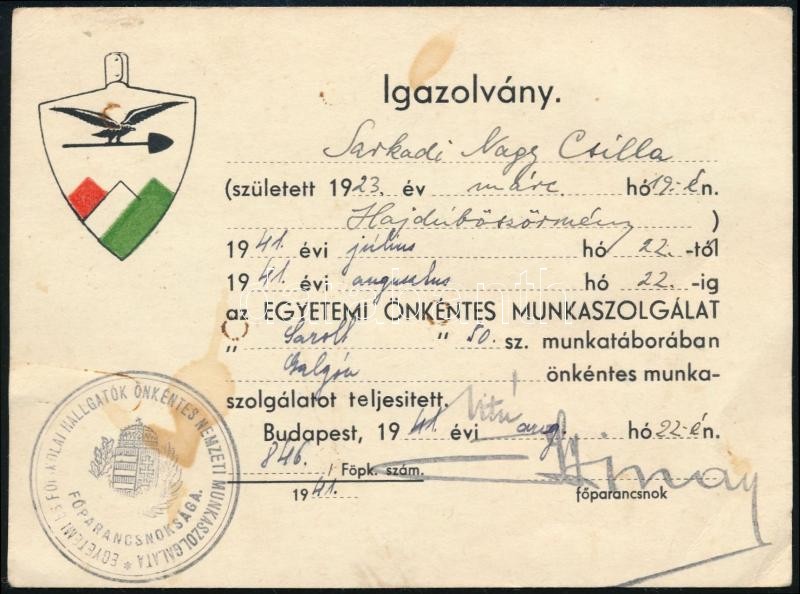 Igazolvány.
Sarkadi Nagy Csilla
(született 1923. év márc. hó 19-én.
Hajdúböszörmény)
1941. évi július hó 22.-től
1941. évi augusztus hó 22.-ig
az EGYETEMI ÖNKÉNTES MUNKASZOLGÁLAT
"Sarolt" 50. sz. munkatáborában
Galgón önkéntes munka-
szolgálatot teljesitett.
Budapest, 1941. évi aug. hó 22-én.
846. / Főpk. szám.
1941.
főparancsnok
EGYETEMI ÉS FŐISKOLAI HALLGATÓK ÖNKÉNTES NEMZETI MUNKASZOLGÁLATA *
FŐPARANCSNOKSÁGA.